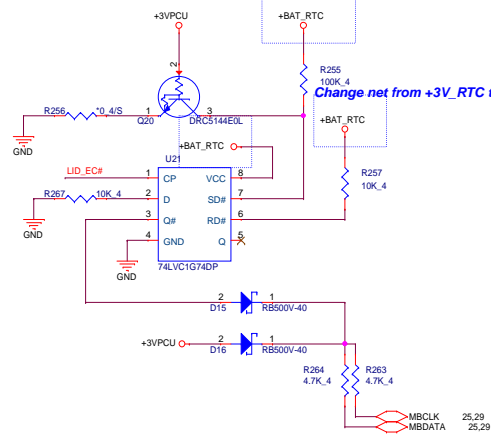 +3VPCU
+BAT_RTC
2
R255
100K_4
Change net from +3V_RTC t
R256
*0_4/S
1
3
Q20
DRC5144E0L
+BAT_RTC
GND
+BAT_RTC
U21
LID_EC#
1
CP
VCC
8
R257
10K_4
R267
10K_4
2
D
SD#
7
3
Q#
RD#
6
GND
4
GND
Q
5
GND
74LVC1G74DP
2
1
D15
RB500V-40
+3VPCU
2
1
D16
RB500V-40
R264
4.7K_4
R263
4.7K_4
MBCLK 25,29
MBDATA 25,29